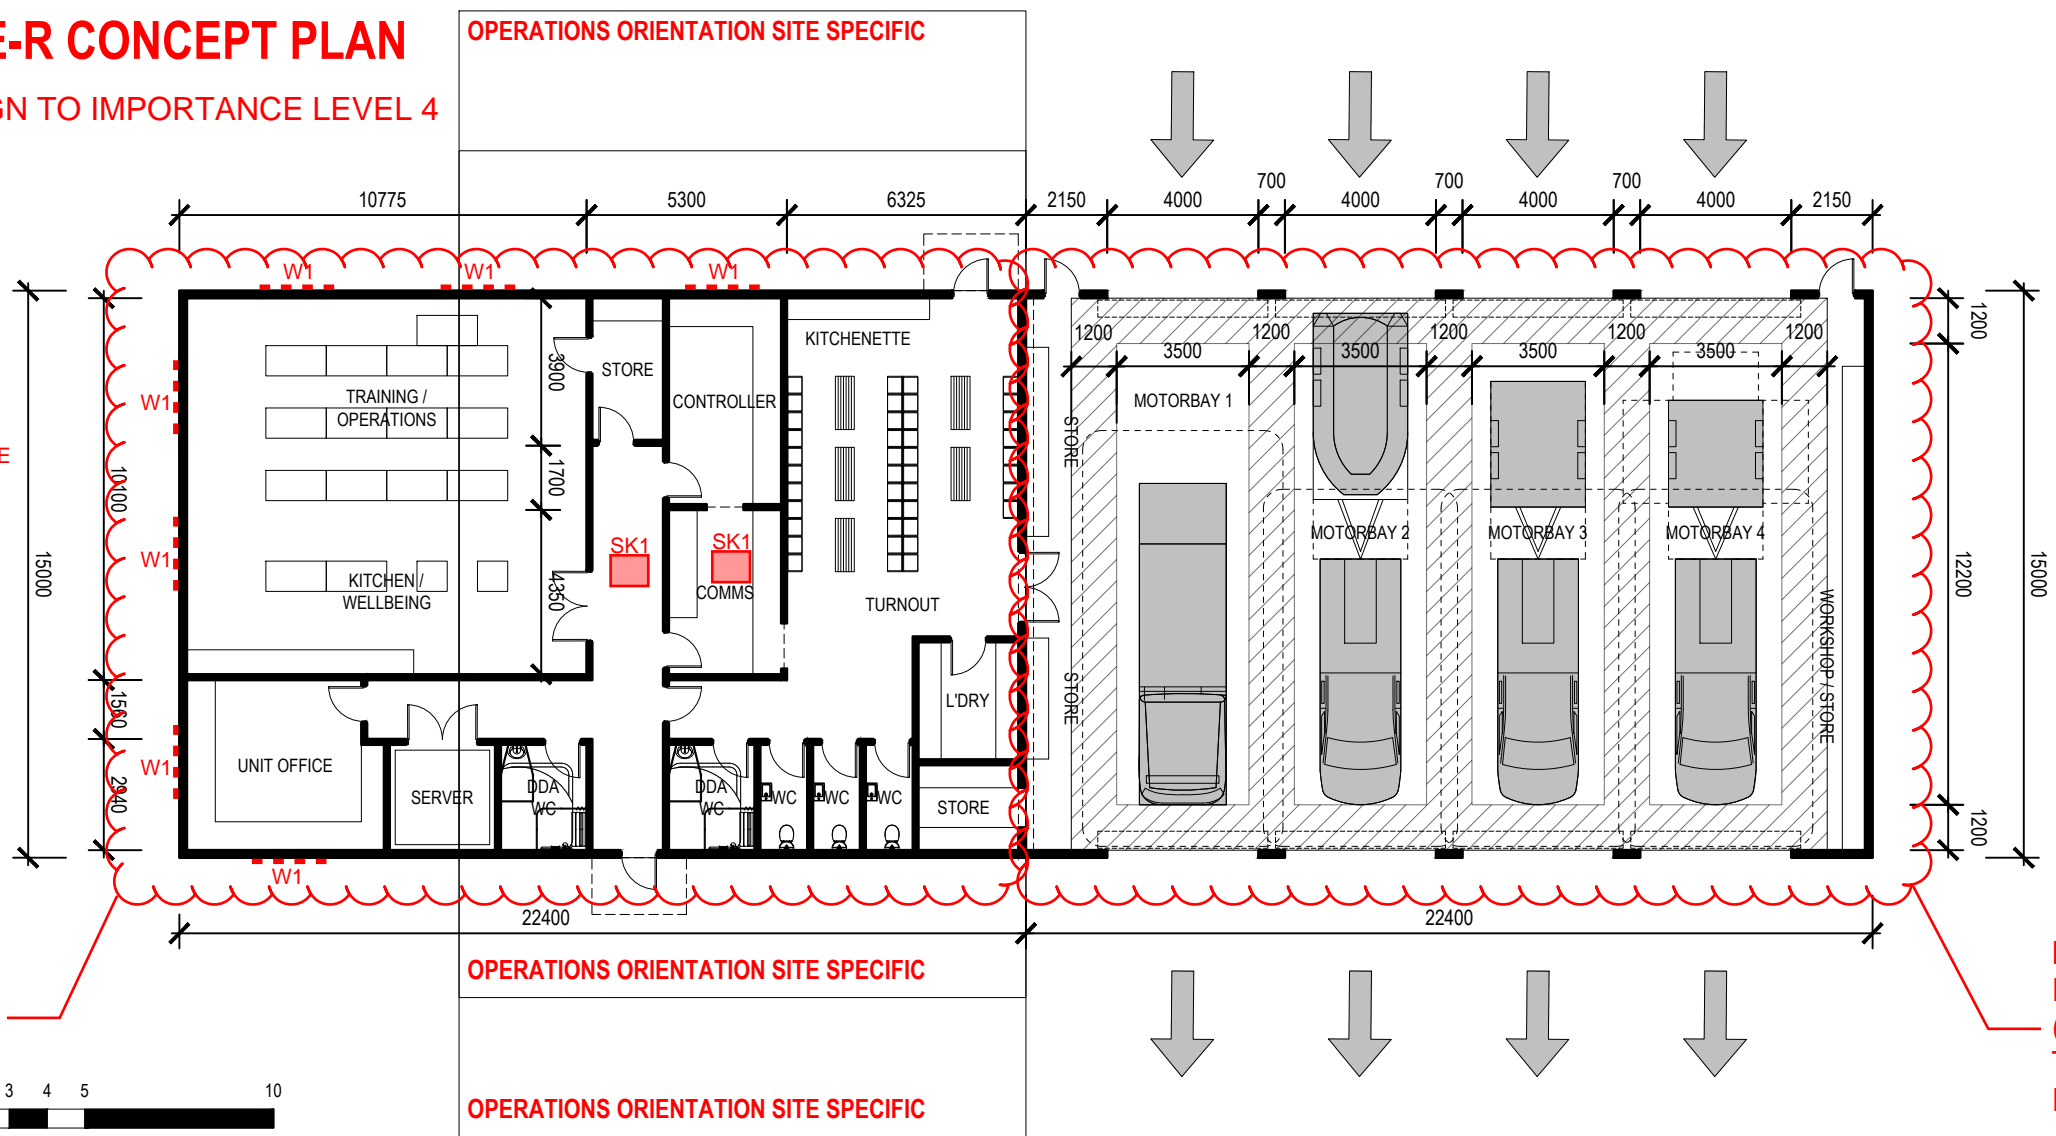 E-R CONCEPT PLAN
OPERATIONS ORIENTATION SITE SPECIFIC
GN TO IMPORTANCE LEVEL 4
10775
5300
6325
2150
4000
700
4000
700
4000
700
4000
2150
W1
W1
W1
W1
W1
W1
W1
E
15000
10100
1560
2940
3900
1700
4350
TRAINING /
OPERATIONS
KITCHEN /
WELLBEING
STORE
CONTROLLER
KITCHENETTE
SK1
SK1
COMMS
TURNOUT
L'DRY
UNIT OFFICE
SERVER
DDA
WC
DDA
WC
WC
WC
WC
STORE
STORE
STORE
1200
1200
1200
1200
1200
3500
3500
3500
3500
MOTORBAY 1
MOTORBAY 2
MOTORBAY 3
MOTORBAY 4
WORKSHOP / STORE
1200
12200
1200
15000
22400
22400
OPERATIONS ORIENTATION SITE SPECIFIC
3
4
5
10
OPERATIONS ORIENTATION SITE SPECIFIC